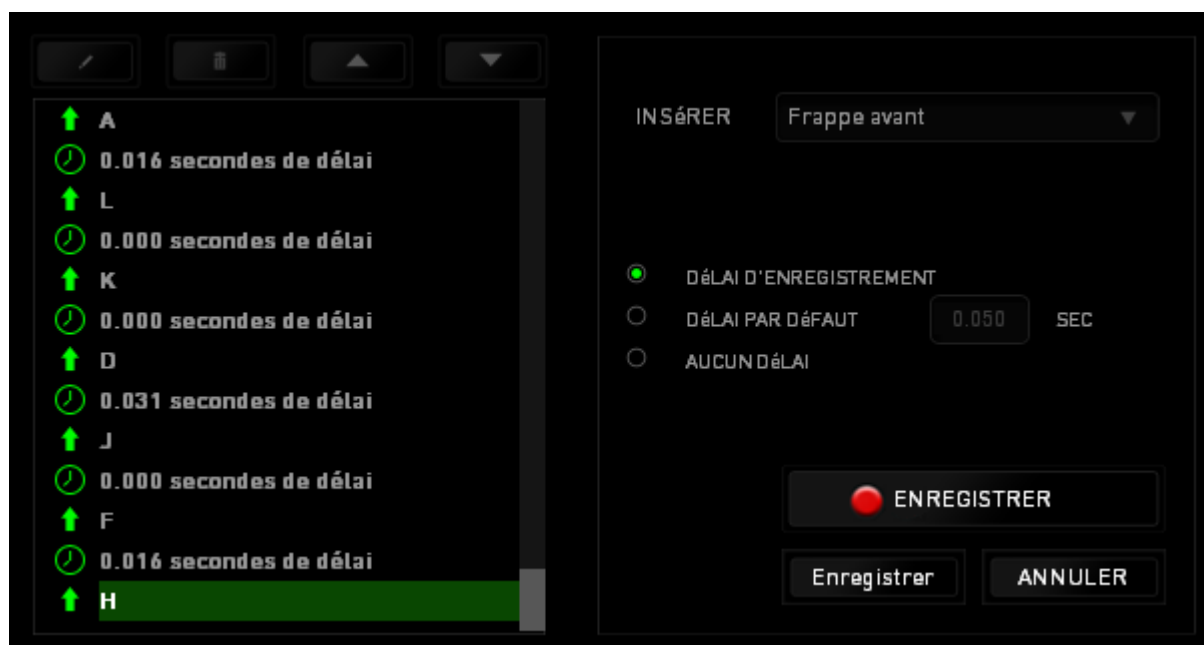 A
0.016 secondes de délai
L
0.000 secondes de délai
K
0.000 secondes de délai
D
0.031 secondes de délai
J
0.000 secondes de délai
F
0.016 secondes de délai
H
INSéRER Frappe avant
DéLAI D'ENREGISTREMENT
DéLAI PAR DéFAUT 0.050 SEC
AUCUN DéLAI
ENREGISTRER
Enregistrer ANNULER